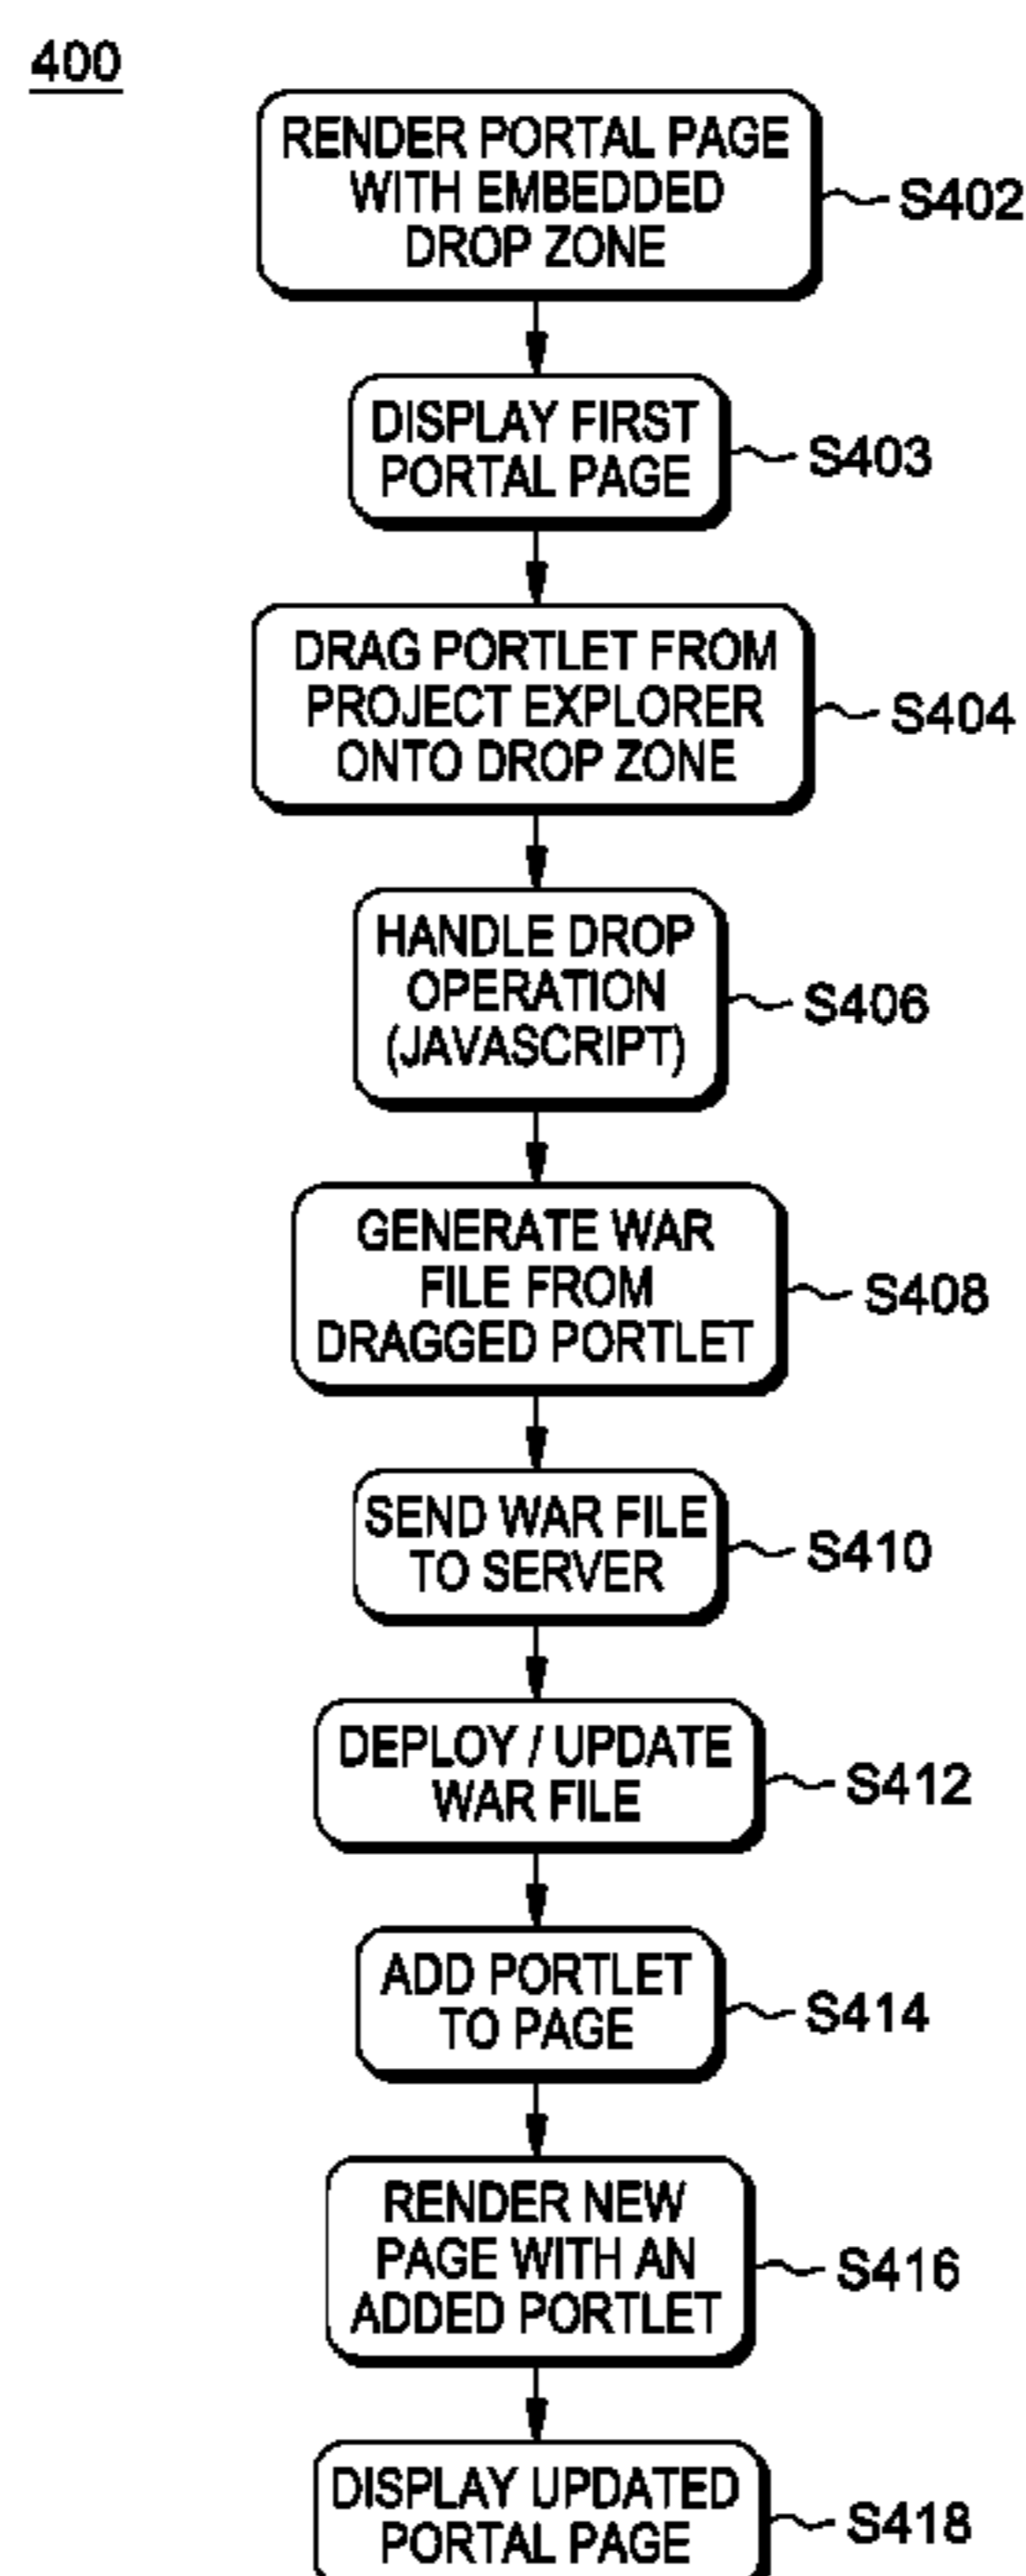 400
RENDER PORTAL PAGE
WITH EMBEDDED
DROP ZONE
S402
DISPLAY FIRST
PORTAL PAGE
S403
DRAG PORTLET FROM
PROJECT EXPLORER
ONTO DROP ZONE
S404
HANDLE DROP
OPERATION
(JAVASCRIPT)
S406
GENERATE WAR
FILE FROM
DRAGGED PORTLET
S408
SEND WAR FILE
TO SERVER
S410
DEPLOY / UPDATE
WAR FILE
S412
ADD PORTLET
TO PAGE
S414
RENDER NEW
PAGE WITH AN
ADDED PORTLET
S416
DISPLAY UPDATED
PORTAL PAGE
S418